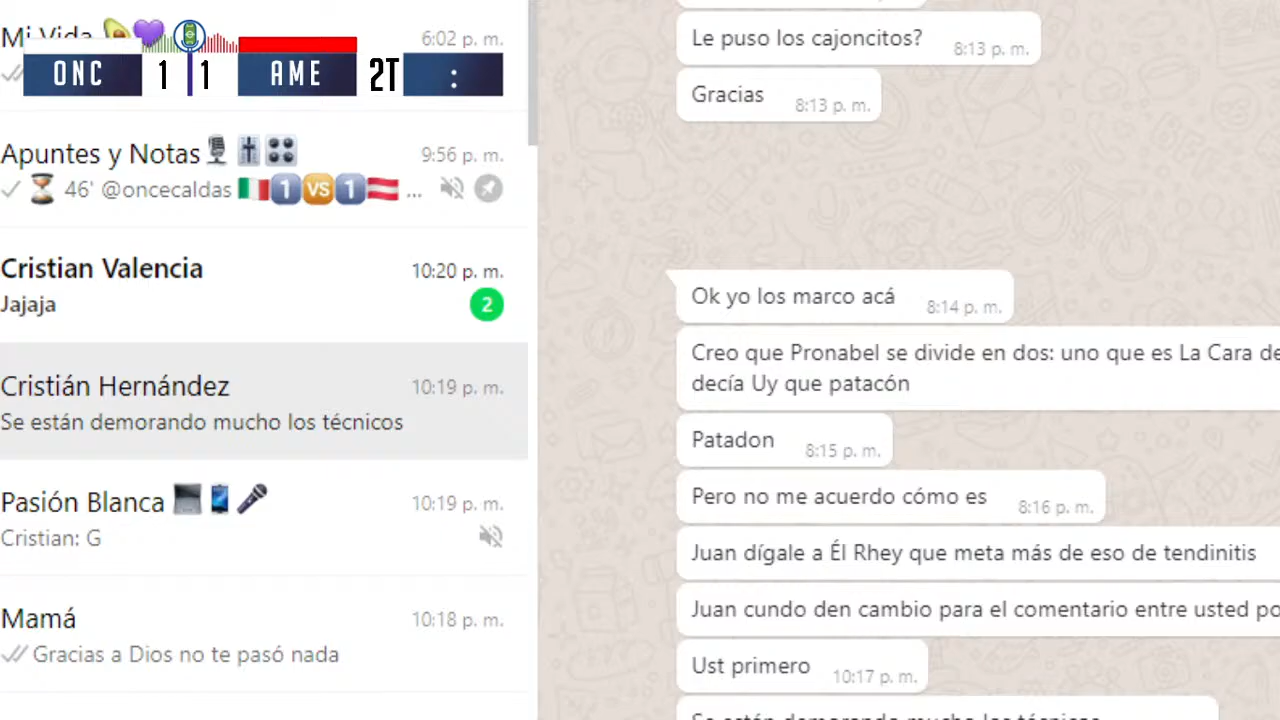 Mi Vida
6:02 p. m.
ONC 1 1 AME 2T :
Apuntes y Notas
9:56 p. m.
46' @oncecaldas 1 VS 1 ...
Cristian Valencia
10:20 p. m.
Jajaja
2
Cristián Hernández
10:19 p. m.
Se están demorando mucho los técnicos
Pasión Blanca
10:19 p. m.
Cristian: G
Mamá
10:18 p. m.
Gracias a Dios no te pasó nada
Le puso los cajoncitos?
8:13 p. m.
Gracias
8:13 p. m.
Ok yo los marco acá
8:14 p. m.
Creo que Pronabel se divide en dos: uno que es La Cara de
decía Uy que patacón
Patadon
8:15 p. m.
Pero no me acuerdo cómo es
8:16 p. m.
Juan dígale a Él Rhey que meta más de eso de tendinitis
Juan cundo den cambio para el comentario entre usted po
Ust primero
10:17 p. m.
Se están demorando mucho los técnicos